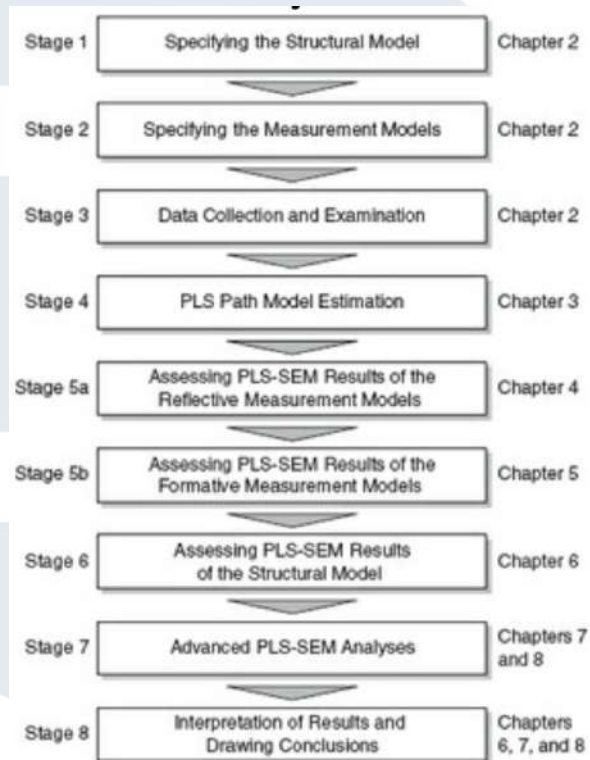 Stage 1 Specifying the Structural Model Chapter 2
Stage 2 Specifying the Measurement Models Chapter 2
Stage 3 Data Collection and Examination Chapter 2
Stage 4 PLS Path Model Estimation Chapter 3
Stage 5a Assessing PLS-SEM Results of the
Reflective Measurement Models Chapter 4
Stage 5b Assessing PLS-SEM Results of the
Formative Measurement Models Chapter 5
Stage 6 Assessing PLS-SEM Results
of the Structural Model Chapter 6
Stage 7 Advanced PLS-SEM Analyses Chapters 7
and 8
Stage 8 Interpretation of Results and
Drawing Conclusions Chapters
6, 7, and 8